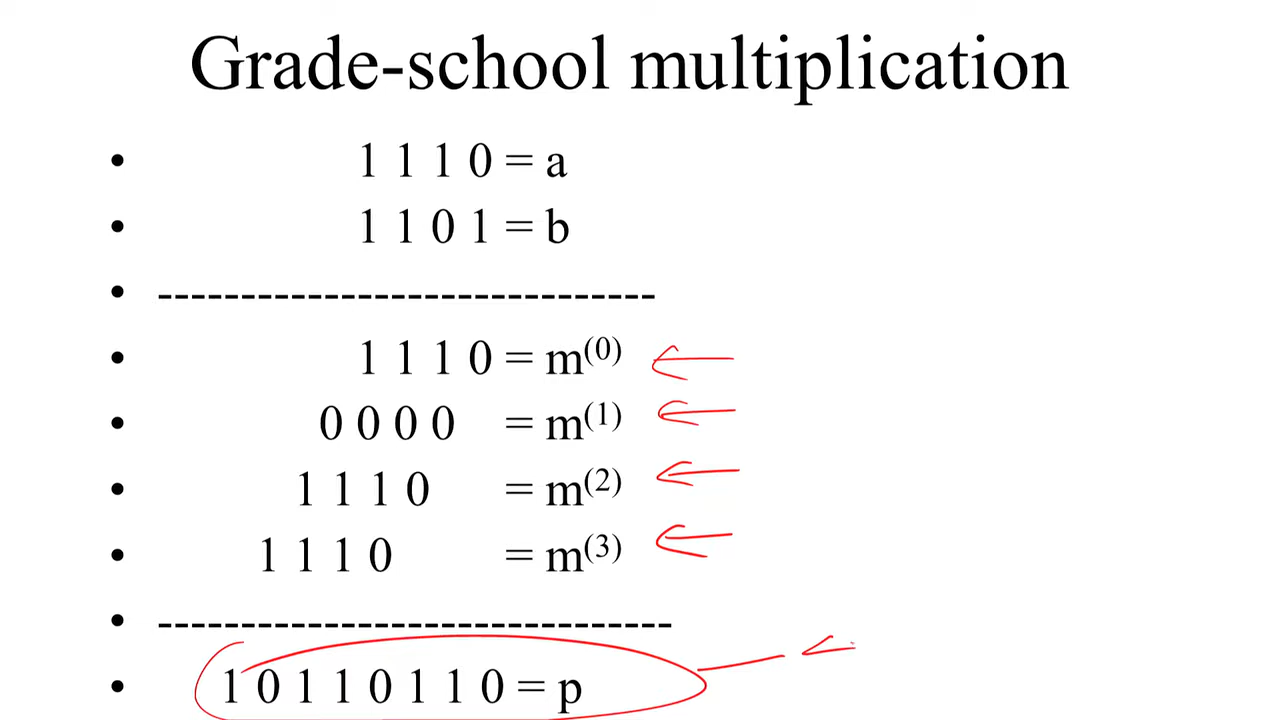 Grade-school multiplication
• 1 1 1 0 = a
• 1 1 0 1 = b
• ------------------------------
• 1 1 1 0 = m(0)
• 0 0 0 0 = m(1)
• 1 1 1 0 = m(2)
• 1 1 1 0 = m(3)
• -------------------------------
• 1 0 1 1 0 1 1 0 = p